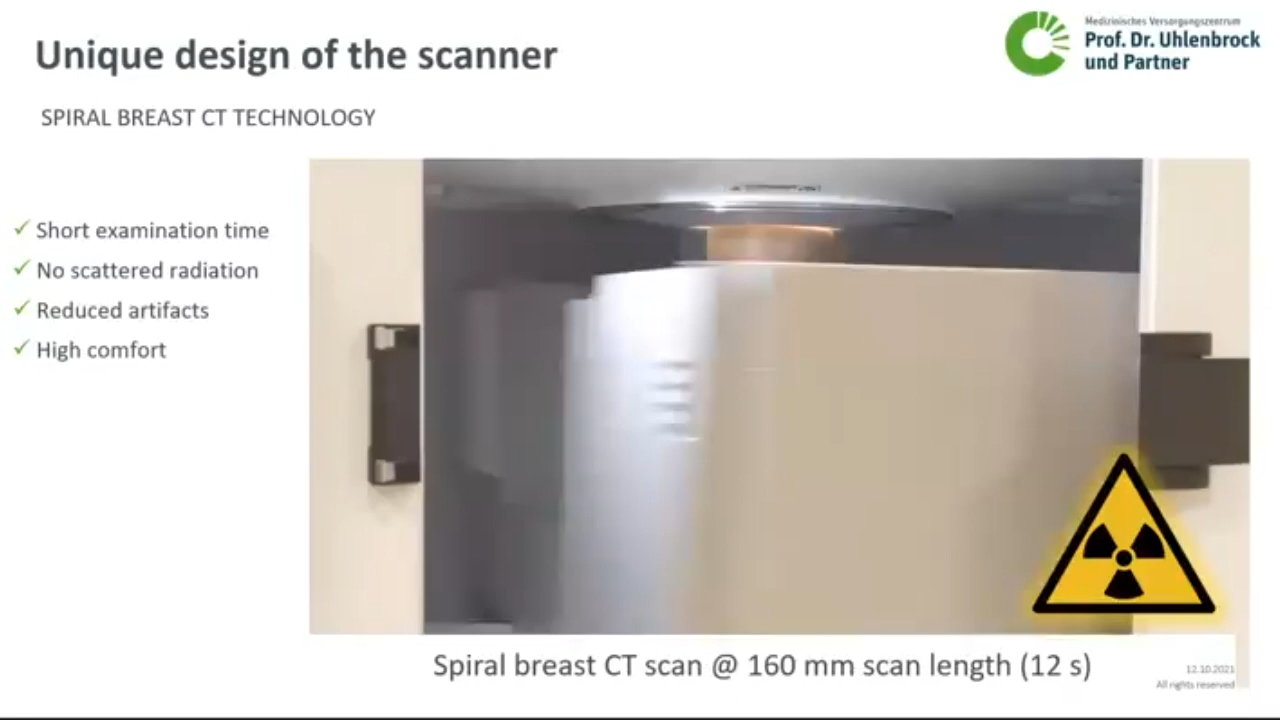 Unique design of the scanner
Medizinisches Versorgungszentrum
Prof. Dr. Uhlenbrock
und Partner
SPIRAL BREAST CT TECHNOLOGY
✓ Short examination time
✓ No scattered radiation
✓ Reduced artifacts
✓ High comfort
Spiral breast CT scan @ 160 mm scan length (12 s)
12.10.2021
All rights reserved